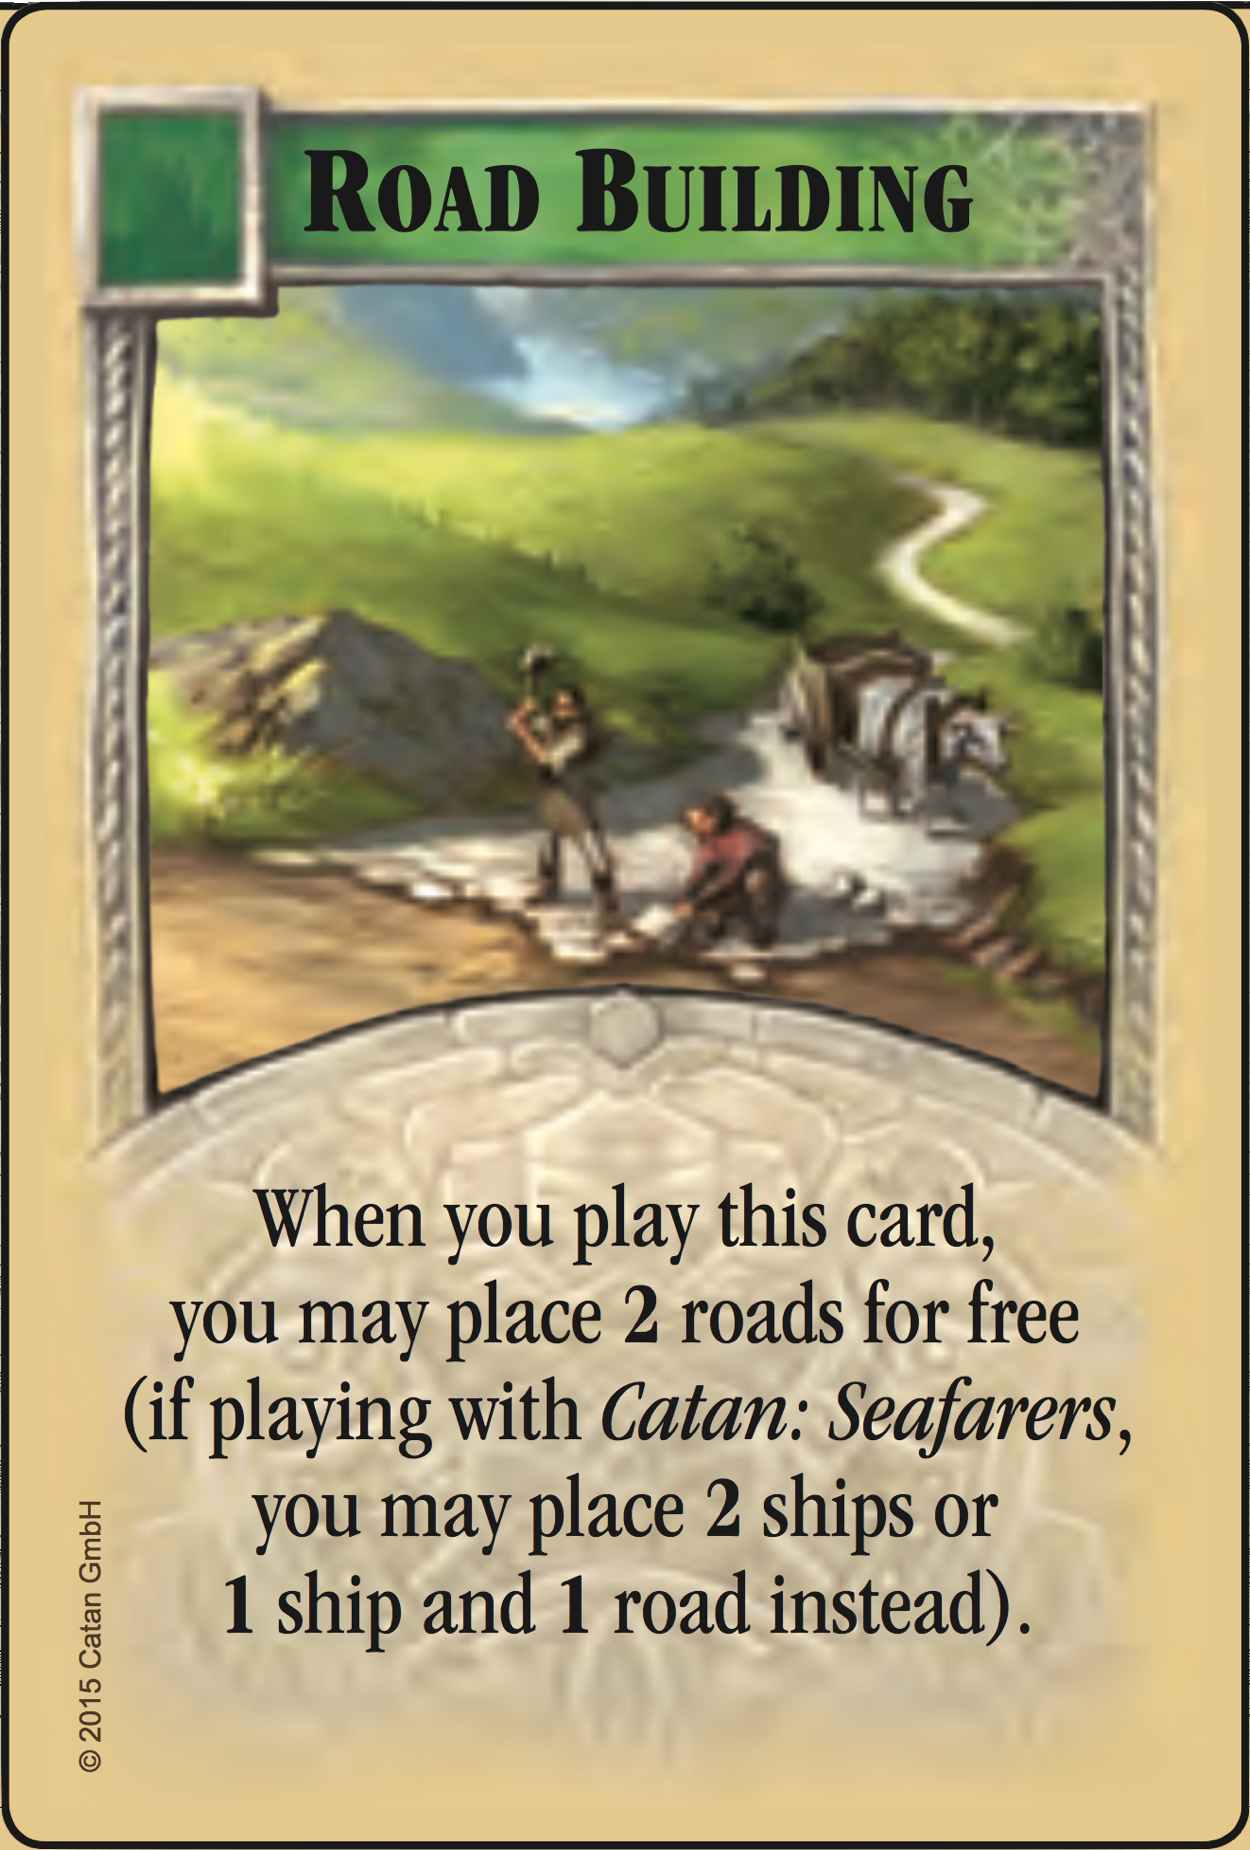 ROAD BUILDING
When you play this card,
you may place 2 roads for free
(if playing with Catan: Seafarers,
you may place 2 ships or
1 ship and 1 road instead).
© 2015 Catan GmbH